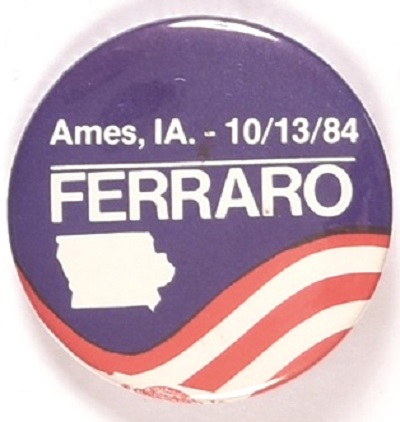 Ames, IA. - 10/13/84
FERRARO